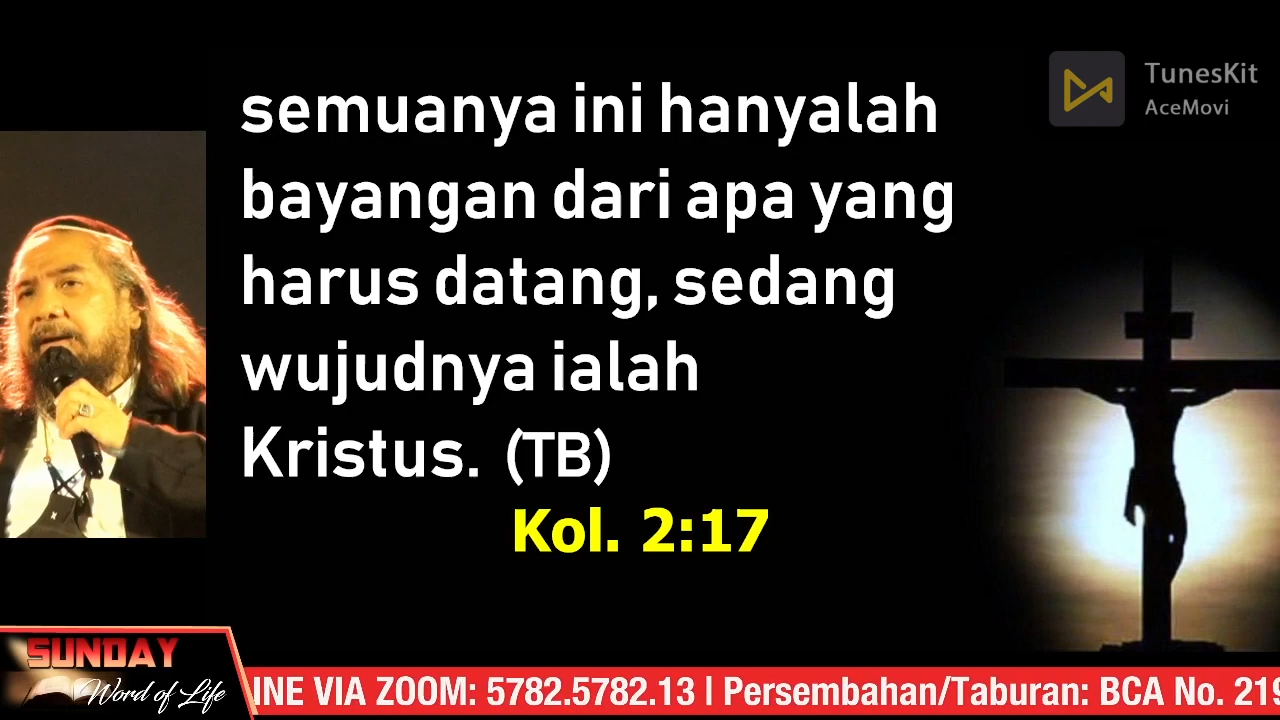 TunesKit
AceMovi
semuanya ini hanyalah
bayangan dari apa yang
harus datang, sedang
wujudnya ialah
Kristus. (TB)
Kol. 2:17
SUNDAY
Word of Life
INE VIA ZOOM: 5782.5782.13 | Persembahan/Taburan: BCA No. 219